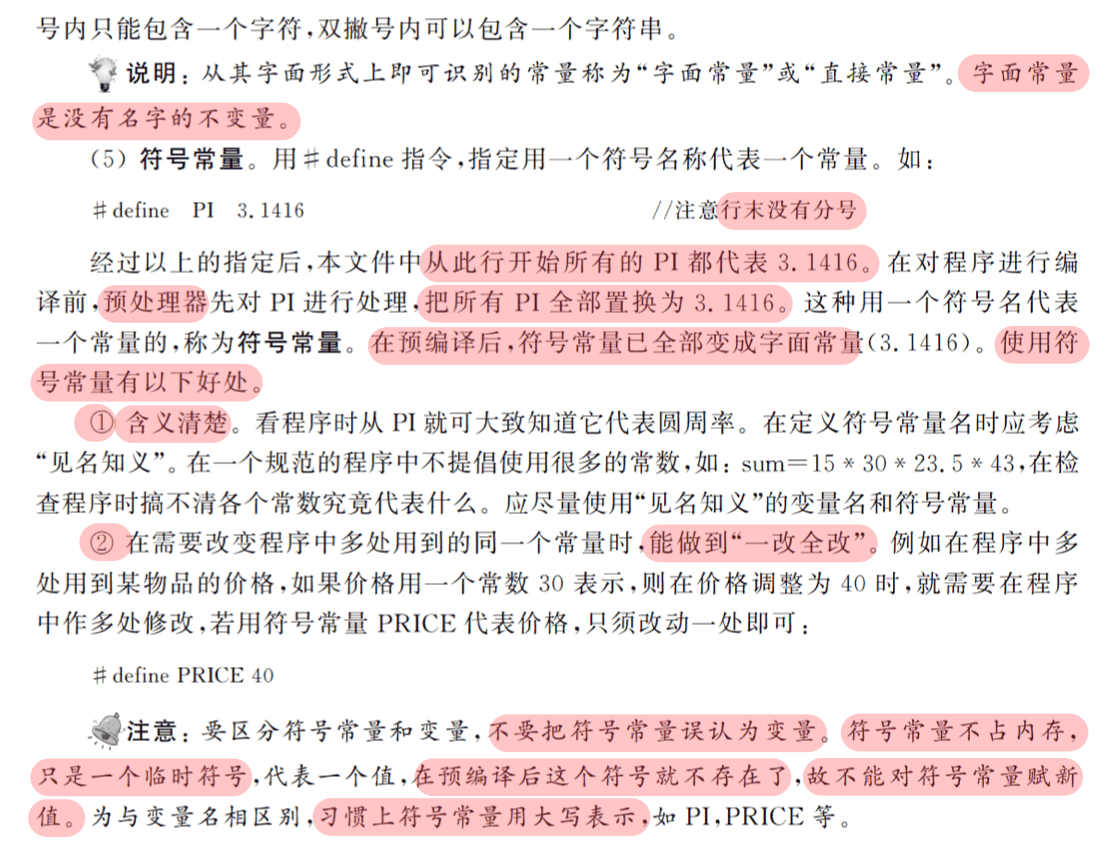 号内只能包含一个字符,双撇号内可以包含一个字符串。
说明：从其字面形式上即可识别的常量称为“字面常量”或“直接常量”。字面常量
是没有名字的不变量。
(5) 符号常量。用#define 指令,指定用一个符号名称代表一个常量。如：
#define PI 3.1416 //注意行末没有分号
经过以上的指定后,本文件中从此行开始所有的 PI 都代表 3.1416。在对程序进行编
译前,预处理器先对 PI 进行处理,把所有 PI 全部置换为 3.1416。这种用一个符号名代表
一个常量的,称为符号常量。在预编译后,符号常量已全部变成字面常量(3.1416)。使用符
号常量有以下好处。
① 含义清楚。看程序时从 PI 就可大致知道它代表圆周率。在定义符号常量名时应考虑
“见名知义”。在一个规范的程序中不提倡使用很多的常数,如：sum=15*30*23.5*43,在检
查程序时搞不清各个常数究竟代表什么。应尽量使用“见名知义”的变量名和符号常量。
② 在需要改变程序中多处用到的同一个常量时,能做到“一改全改”。例如在程序中多
处用到某物品的价格,如果价格用一个常数 30 表示,则在价格调整为 40 时,就需要在程序
中作多处修改,若用符号常量 PRICE 代表价格,只须改动一处即可：
#define PRICE 40
注意：要区分符号常量和变量,不要把符号常量误认为变量。符号常量不占内存,
只是一个临时符号,代表一个值,在预编译后这个符号就不存在了,故不能对符号常量赋新
值。为与变量名相区别,习惯上符号常量用大写表示,如 PI,PRICE 等。